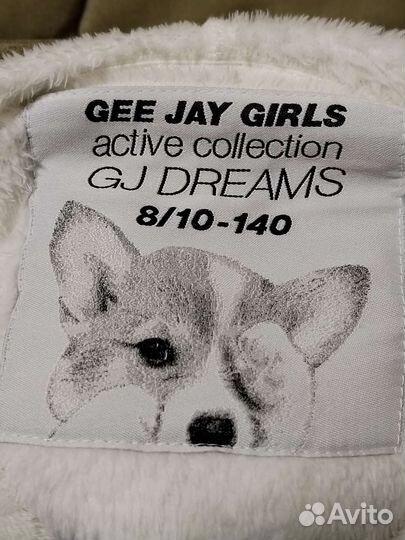 GEE JAY GIRLS
active collection
GJ DREAMS
8/10-140
Avito